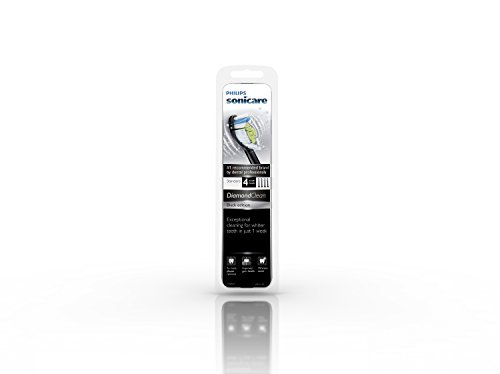 PHILIPS
sonicare
#1 recommended brand
by dental professionals
Standard 4
DiamondClean
Black edition
Exceptional
cleaning for whiter
teeth in just 1 week